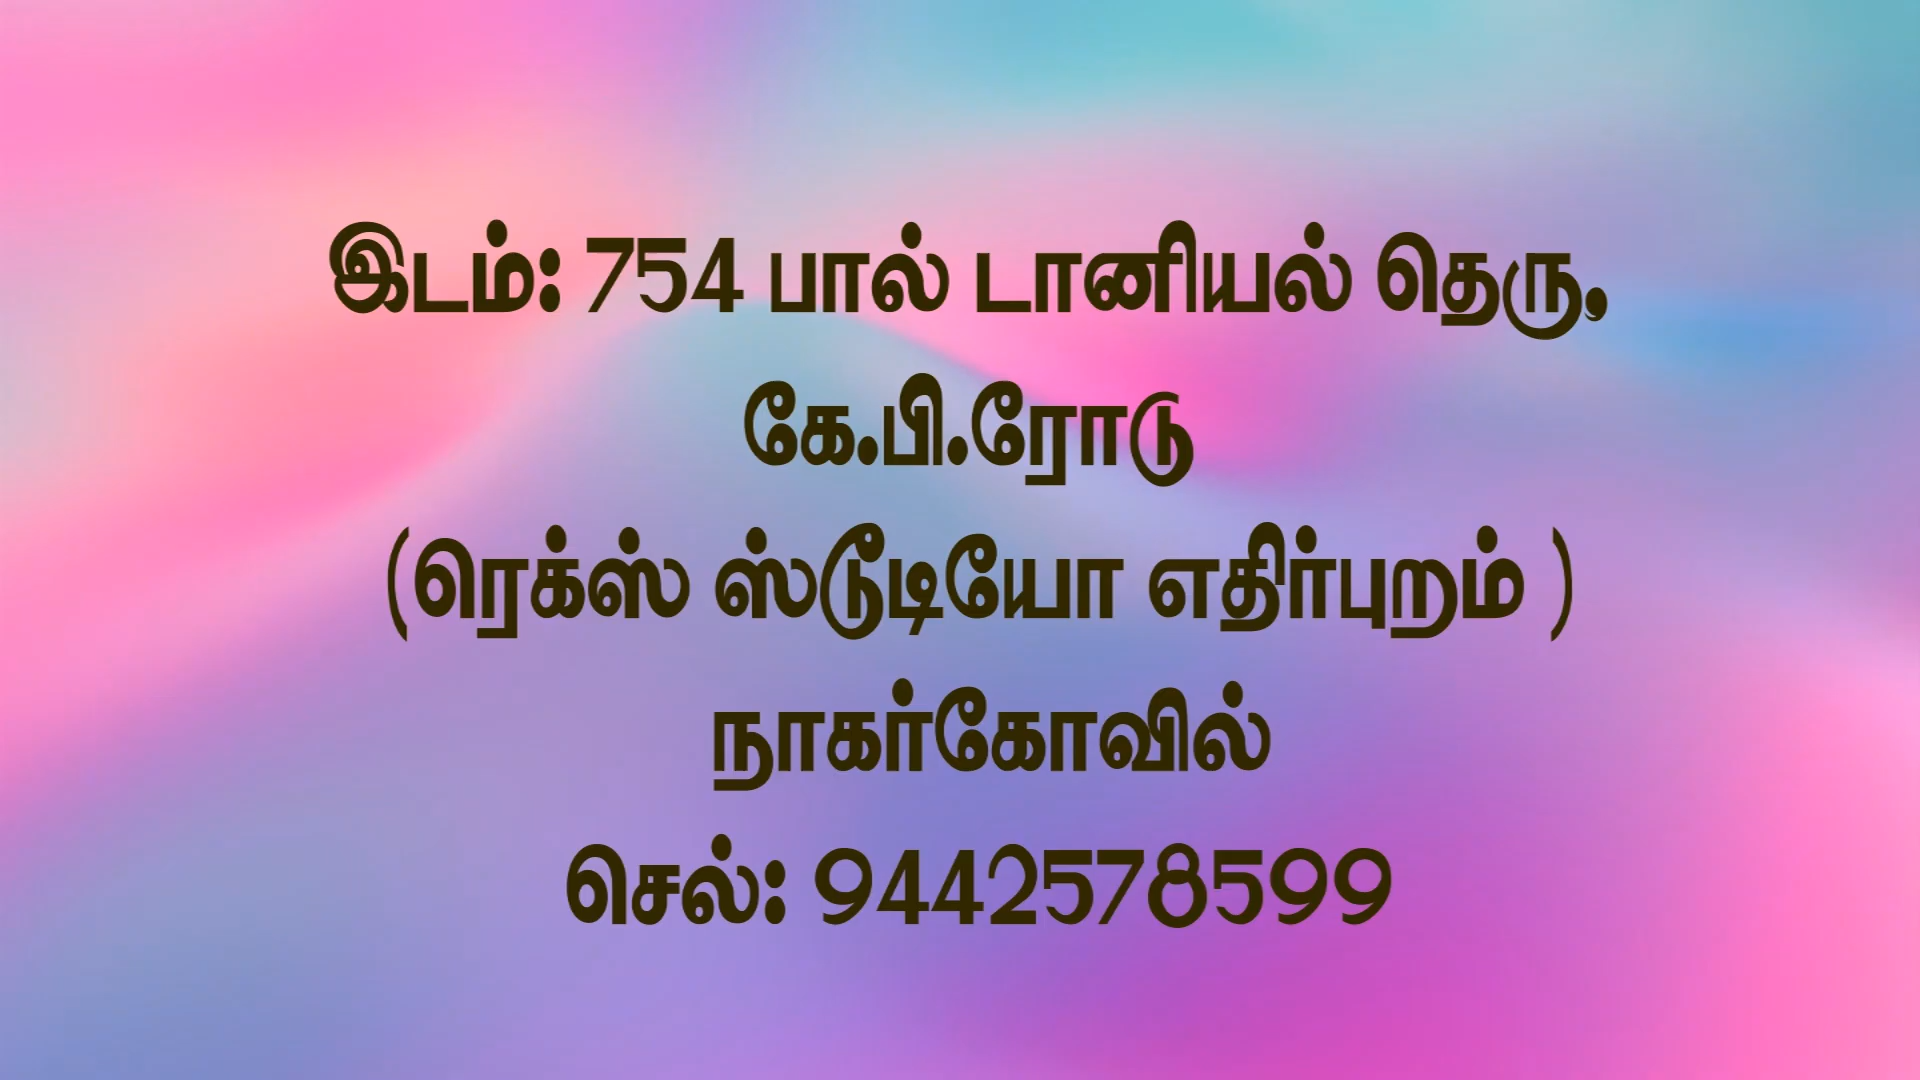 இடம்: 754 பால் டானியல் தெரு,
கே.பி.ரோடு
(ரெக்ஸ் ஸ்டூடியோ எதிர்புறம் )
நாகர்கோவில்
செல்: 9442578599